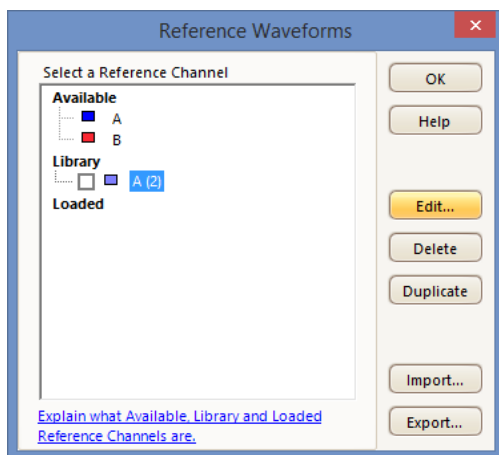 Reference Waveforms
Select a Reference Channel
Available
A
B
Library
A (2)
Loaded
Explain what Available, Library and Loaded
Reference Channels are.
OK
Help
Edit...
Delete
Duplicate
Import...
Export...